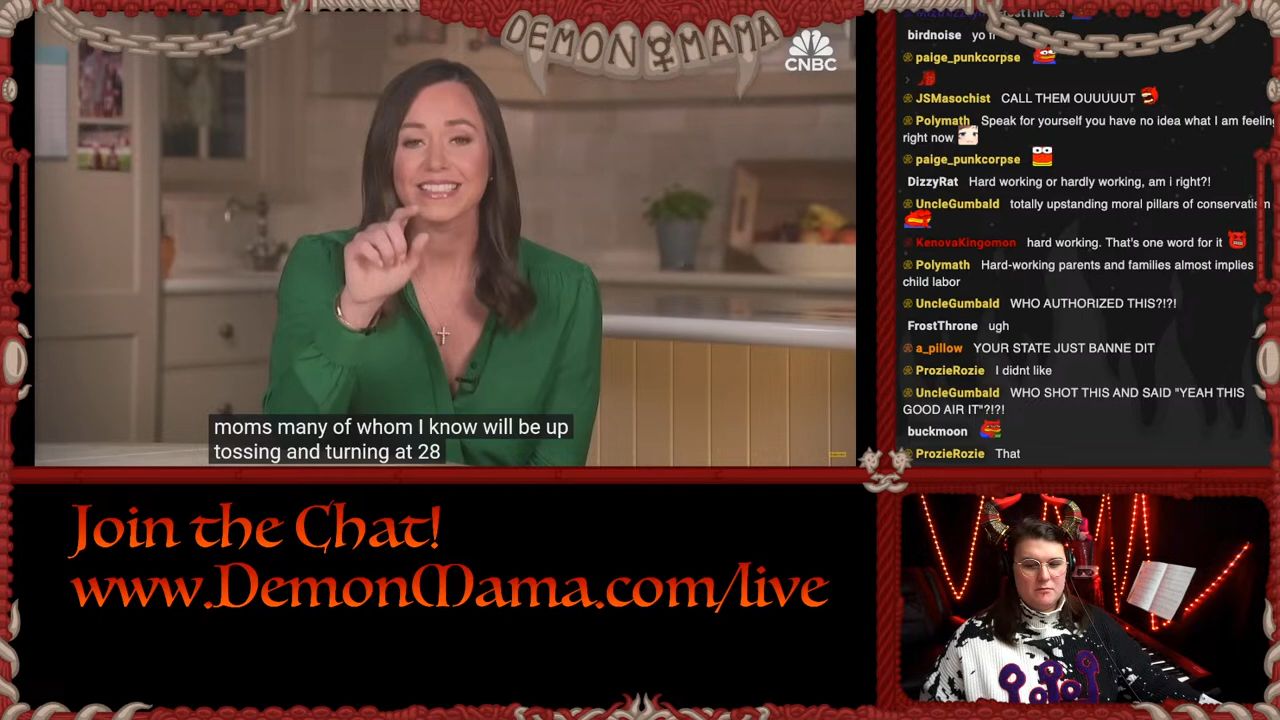 DEMON MAMA
CNBC
moms many of whom I know will be up
tossing and turning at 28
birdnoise yo
paige_punkcorpse
JSMasochist CALL THEM OUUUUUT
Polymath Speak for yourself you have no idea what I am feeling
right now
paige_punkcorpse
DizzyRat Hard working or hardly working, am i right?!
UncleGumbald totally upstanding moral pillars of conservatism
KenovaKingomon hard working. That's one word for it
Polymath Hard-working parents and families almost implies
child labor
UncleGumbald WHO AUTHORIZED THIS?!?!
FrostThrone ugh
a_pillow YOUR STATE JUST BANNE DIT
ProzieRozie I didnt like
UncleGumbald WHO SHOT THIS AND SAID "YEAH THIS
GOOD AIR IT"?!?!
buckmoon
ProzieRozie That
Join the Chat!
www.DemonMama.com/live